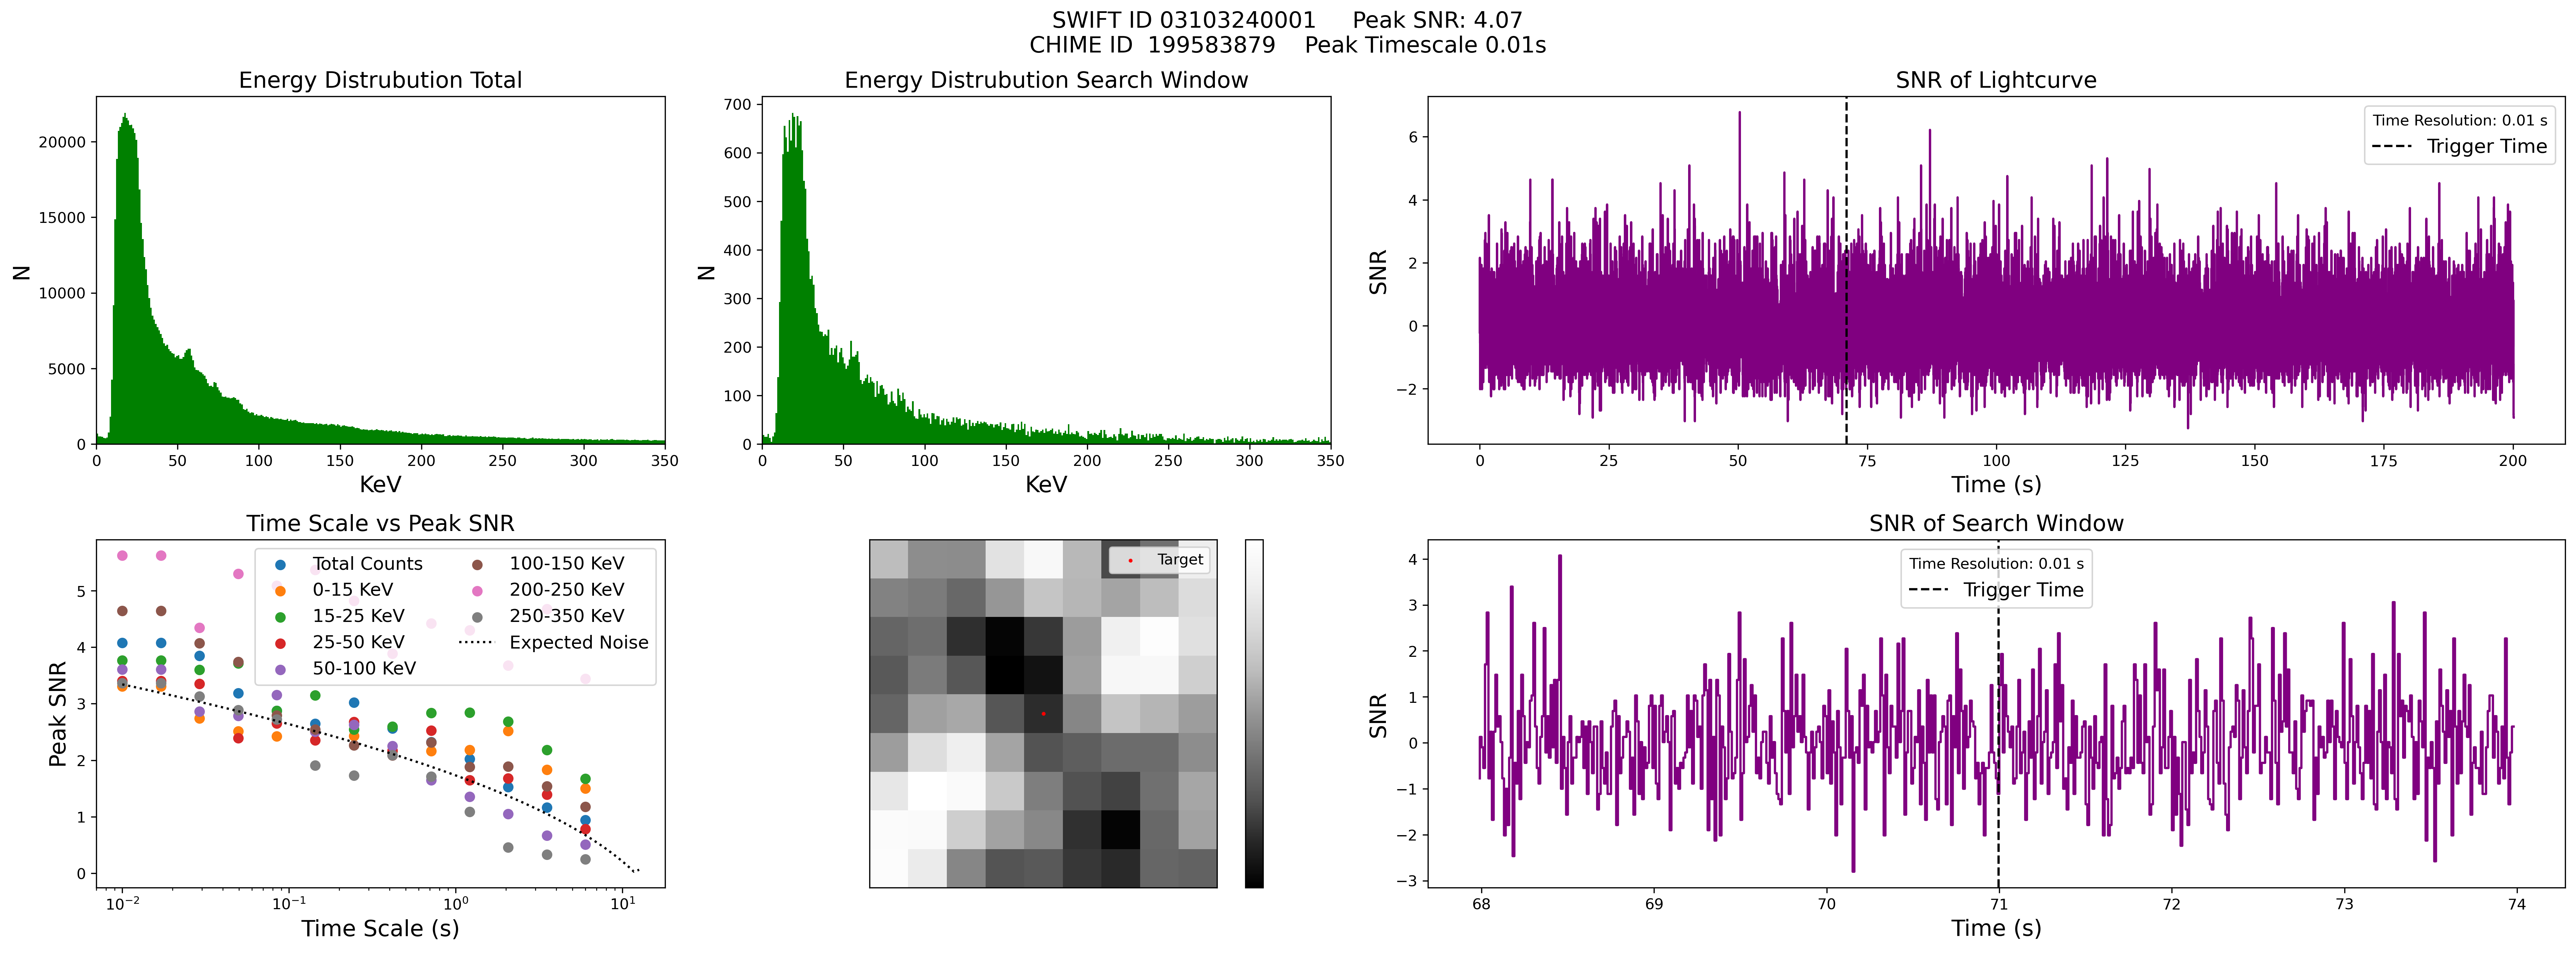 SWIFT ID 03103240001 Peak SNR: 4.07
CHIME ID 199583879 Peak Timescale 0.01s
Energy Distrubution Total
20000
15000
10000
5000
0
N
0 50 100 150 200 250 300 350
KeV
Energy Distrubution Search Window
700
600
500
400
300
200
100
0
N
0 50 100 150 200 250 300 350
KeV
SNR of Lightcurve
Time Resolution: 0.01 s
Trigger Time
6
4
2
0
−2
SNR
0 25 50 75 100 125 150 175 200
Time (s)
Time Scale vs Peak SNR
Total Counts
0-15 KeV
15-25 KeV
25-50 KeV
50-100 KeV
100-150 KeV
200-250 KeV
250-350 KeV
Expected Noise
5
4
3
2
1
0
Peak SNR
10⁻² 10⁻¹ 10⁰ 10¹
Time Scale (s)
Target
SNR of Search Window
Time Resolution: 0.01 s
Trigger Time
4
3
2
1
0
−1
−2
−3
SNR
68 69 70 71 72 73 74
Time (s)